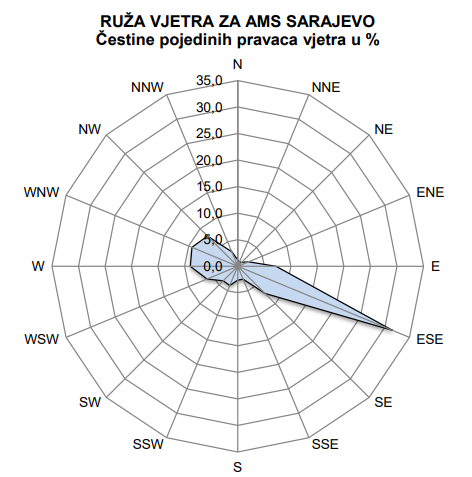 RUŽA VJETRA ZA AMS SARAJEVO
Čestine pojedinih pravaca vjetra u %
N
NNW
35,0
NNE
30,0
NW
NE
25,0
20,0
WNW
15,0
ENE
10,0
5,0
W
0,0
E
WSW
ESE
SW
SE
SSW
SSE
S